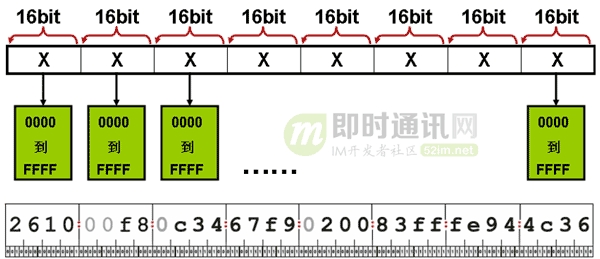 16bit 16bit 16bit 16bit 16bit 16bit 16bit 16bit
X X X X X X X X
0000 0000 0000 0000
到 到 到 到
FFFF FFFF FFFF FFFF
即时通讯网
IM开发者社区 52im.net
······
2610:00f8:0c34:67f9:0200:83ff:fe94:4c36